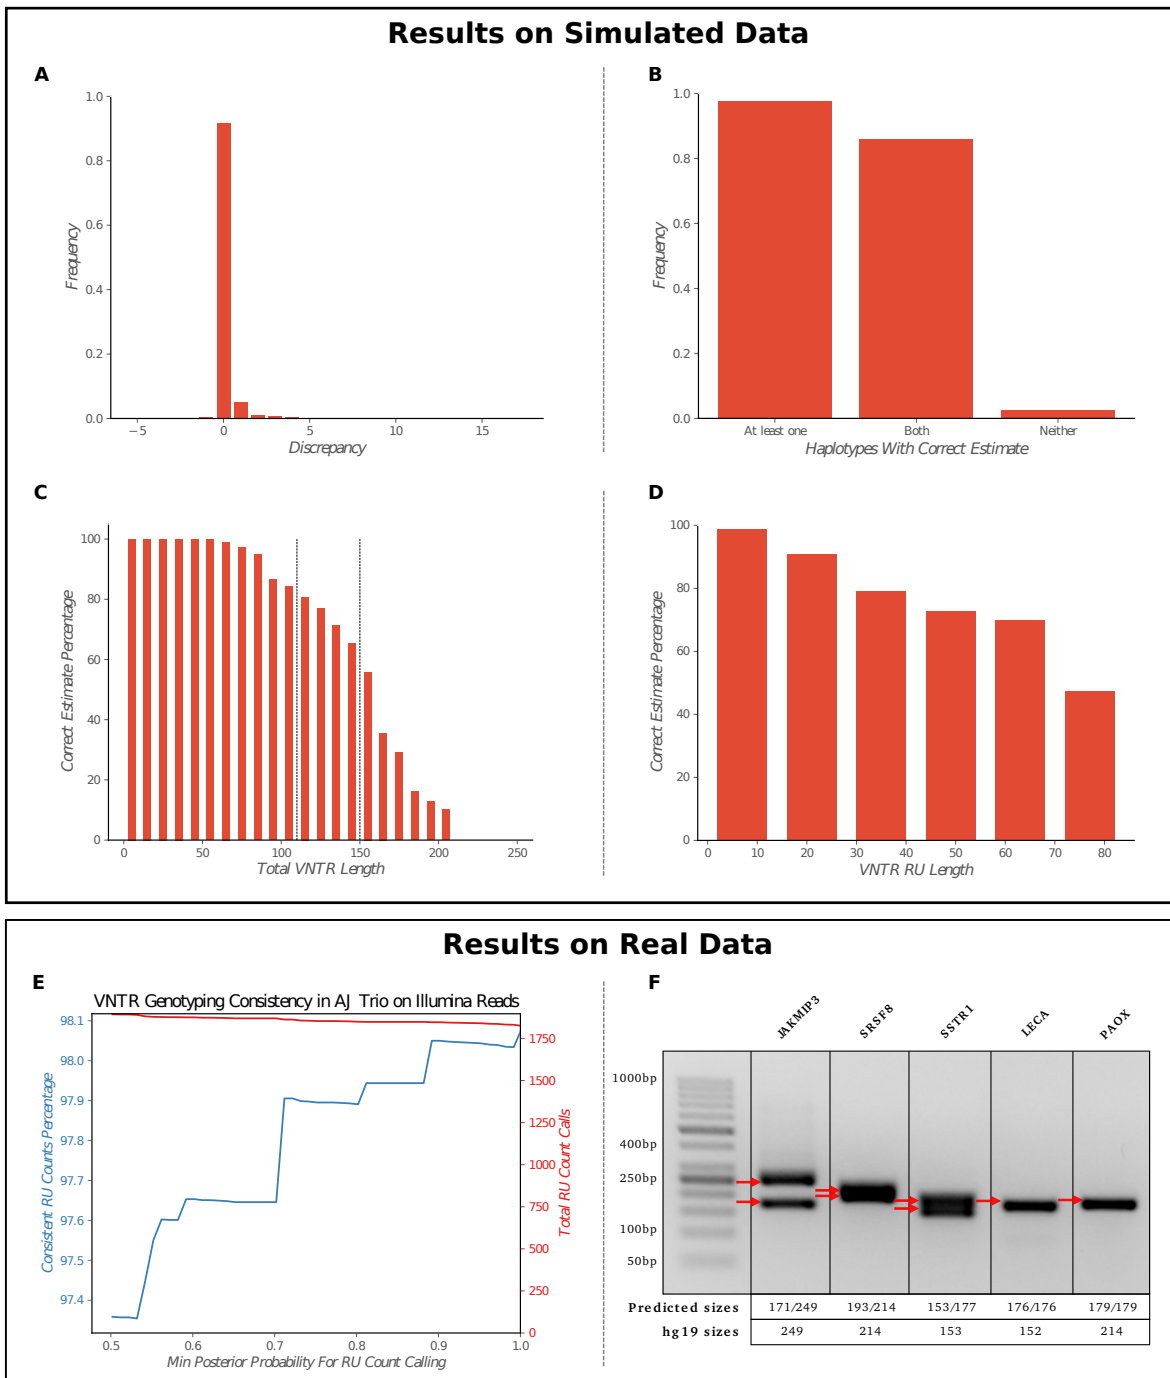 Results on Simulated Data
A
1.0
0.8
0.6
0.4
0.2
0.0
Frequency
−5 0 5 10 15
Discrepancy
B
1.0
0.8
0.6
0.4
0.2
0.0
Frequency
At least one Both Neither
Haplotypes With Correct Estimate
C
100
80
60
40
20
0
Correct Estimate Percentage
0 50 100 150 200 250
Total VNTR Length
D
100
80
60
40
20
0
Correct Estimate Percentage
0 10 20 30 40 50 60 70 80
VNTR RU Length
Results on Real Data
E
VNTR Genotyping Consistency in AJ Trio on Illumina Reads
98.1
98.0
97.9
97.8
97.7
97.6
97.5
97.4
Consistent RU Counts Percentage
1750
1500
1250
1000
750
500
250
0
Total RU Count Calls
0.5 0.6 0.7 0.8 0.9 1.0
Min Posterior Probability For RU Count Calling
F
JAKMIP3 SRSF8 SSTR1 LECA PAOX
1000bp
400bp
250bp
100bp
50bp
Predicted sizes 171/249 193/214 153/177 176/176 179/179
hg19 sizes 249 214 153 152 214